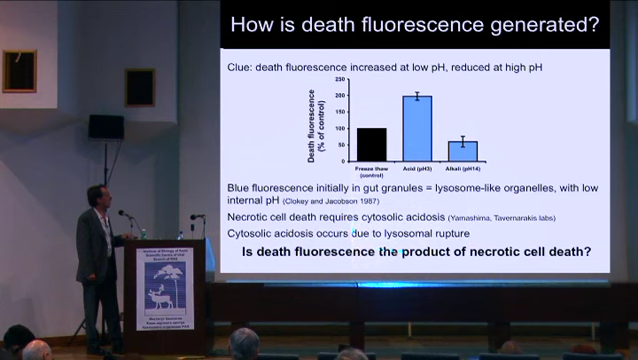 How is death fluorescence generated?
Clue: death fluorescence increased at low pH, reduced at high pH
Death fluorescence
(% of control)
250
200
150
100
50
0
Freeze thaw
(control)
Acid (pH3)
Alkali (pH14)
Blue fluorescence initially in gut granules = lysosome-like organelles, with low
internal pH (Clokey and Jacobson 1987)
Necrotic cell death requires cytosolic acidosis (Yamashima, Tavernarakis labs)
Cytosolic acidosis occurs due to lysosomal rupture
Is death fluorescence the product of necrotic cell death?